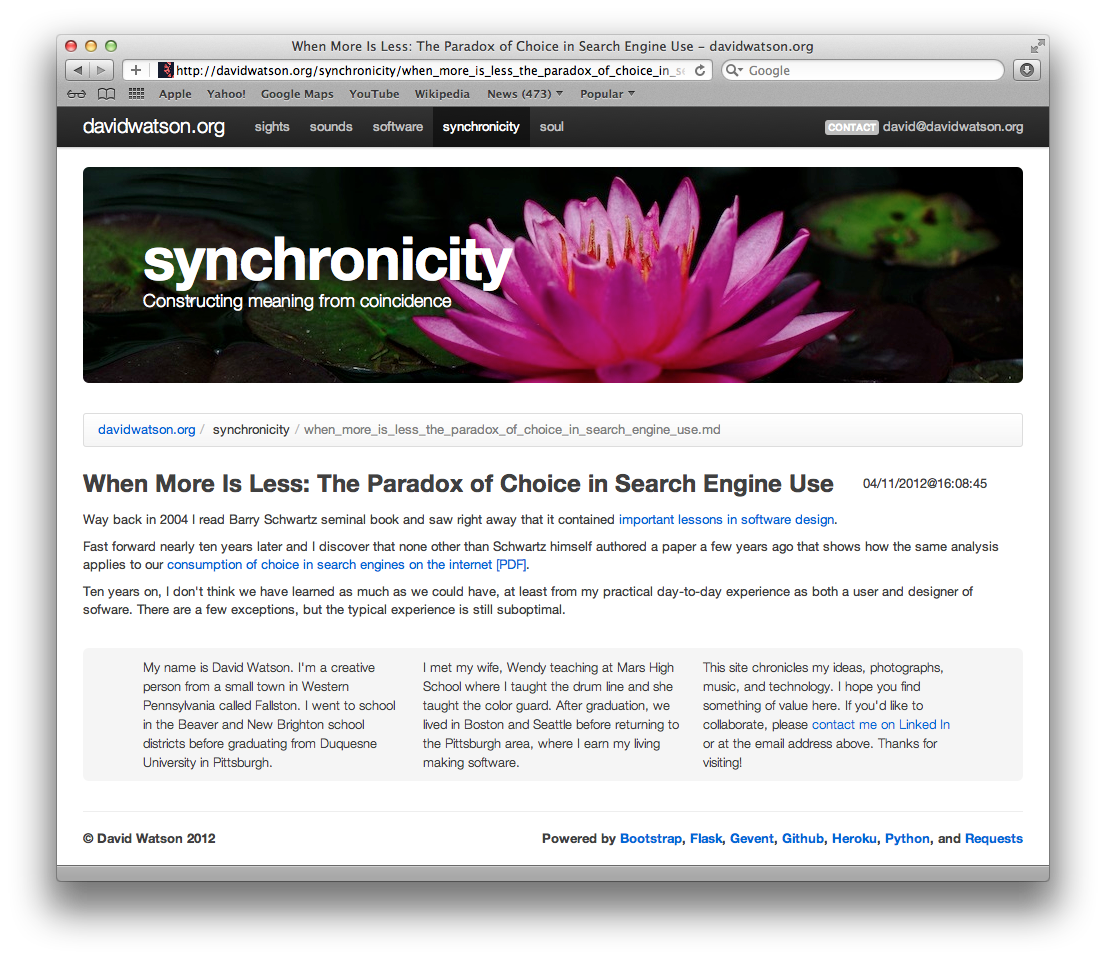 When More Is Less: The Paradox of Choice in Search Engine Use – davidwatson.org
http://davidwatson.org/synchronicity/when_more_is_less_the_paradox_of_choice_in_se
Google
Apple Yahoo! Google Maps YouTube Wikipedia News (473) Popular
davidwatson.org sights sounds software synchronicity soul CONTACT david@davidwatson.org
synchronicity
Constructing meaning from coincidence
davidwatson.org / synchronicity / when_more_is_less_the_paradox_of_choice_in_search_engine_use.md
When More Is Less: The Paradox of Choice in Search Engine Use 04/11/2012@16:08:45
Way back in 2004 I read Barry Schwartz seminal book and saw right away that it contained important lessons in software design.
Fast forward nearly ten years later and I discover that none other than Schwartz himself authored a paper a few years ago that shows how the same analysis
applies to our consumption of choice in search engines on the internet [PDF].
Ten years on, I don't think we have learned as much as we could have, at least from my practical day-to-day experience as both a user and designer of
sofware. There are a few exceptions, but the typical experience is still suboptimal.
My name is David Watson. I'm a creative
person from a small town in Western
Pennsylvania called Fallston. I went to school
in the Beaver and New Brighton school
districts before graduating from Duquesne
University in Pittsburgh.
I met my wife, Wendy teaching at Mars High
School where I taught the drum line and she
taught the color guard. After graduation, we
lived in Boston and Seattle before returning to
the Pittsburgh area, where I earn my living
making software.
This site chronicles my ideas, photographs,
music, and technology. I hope you find
something of value here. If you'd like to
collaborate, please contact me on Linked In
or at the email address above. Thanks for
visiting!
© David Watson 2012
Powered by Bootstrap, Flask, Gevent, Github, Heroku, Python, and Requests